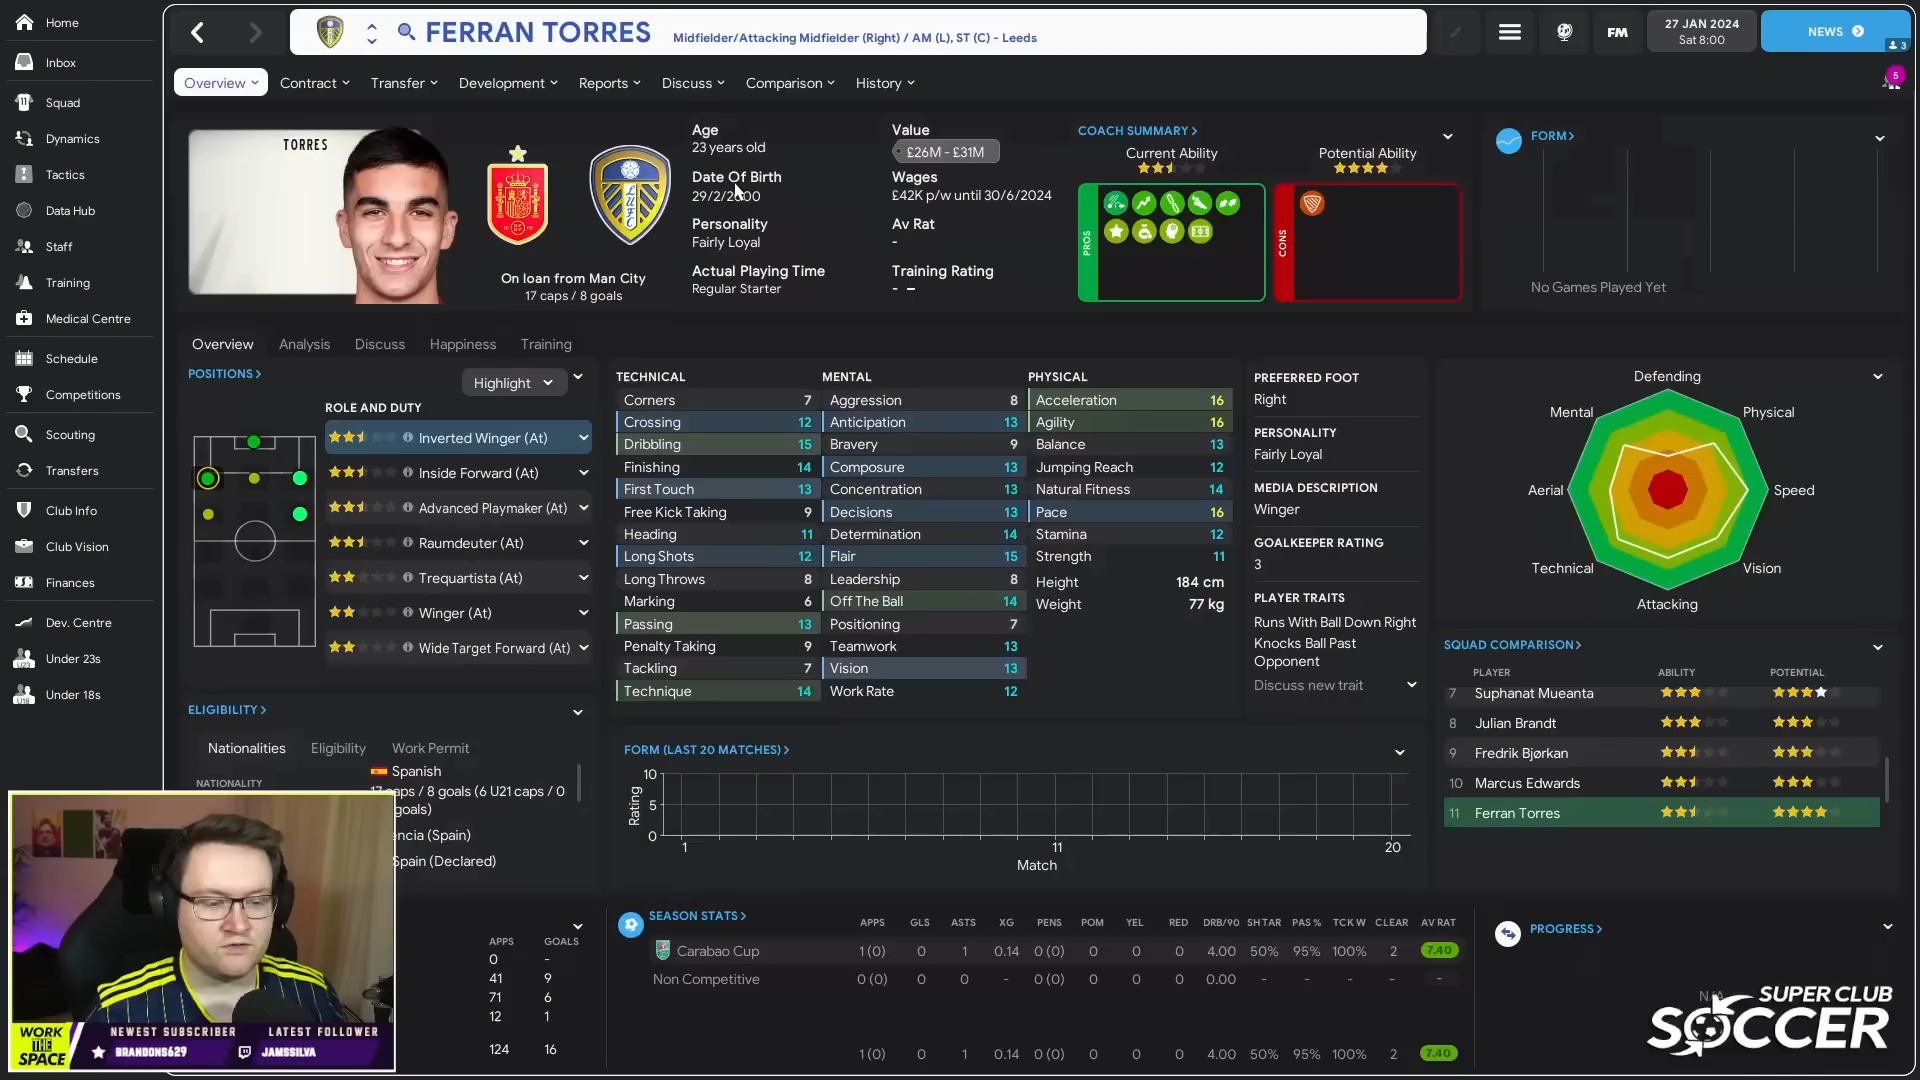 Home
Inbox
Squad
Dynamics
Tactics
Data Hub
Staff
Training
Medical Centre
Schedule
Competitions
Scouting
Transfers
Club Info
Club Vision
Finances
Dev. Centre
Under 23s
Under 18s
FERRAN TORRES
Midfielder/Attacking Midfielder (Right) / AM (L), ST (C) - Leeds
FM
27 JAN 2024
Sat 8:00
NEWS
3
Overview
Contract
Transfer
Development
Reports
Discuss
Comparison
History
5
TORRES
On loan from Man City
17 caps / 8 goals
Age
23 years old
Date Of Birth
29/2/2000
Personality
Fairly Loyal
Actual Playing Time
Regular Starter
Value
£26M - £31M
Wages
£42K p/w until 30/6/2024
Av Rat
-
Training Rating
- -
COACH SUMMARY >
Current Ability
Potential Ability
PROS
CONS
FORM >
No Games Played Yet
Overview Analysis Discuss Happiness Training
POSITIONS >
Highlight
ROLE AND DUTY
Inverted Winger (At)
Inside Forward (At)
Advanced Playmaker (At)
Raumdeuter (At)
Trequartista (At)
Winger (At)
Wide Target Forward (At)
TECHNICAL
Corners 7
Crossing 12
Dribbling 15
Finishing 14
First Touch 13
Free Kick Taking 9
Heading 11
Long Shots 12
Long Throws 8
Marking 6
Passing 13
Penalty Taking 9
Tackling 7
Technique 14
MENTAL
Aggression 8
Anticipation 13
Bravery 9
Composure 13
Concentration 13
Decisions 13
Determination 14
Flair 15
Leadership 8
Off The Ball 14
Positioning 7
Teamwork 13
Vision 13
Work Rate 12
PHYSICAL
Acceleration 16
Agility 16
Balance 13
Jumping Reach 12
Natural Fitness 14
Pace 16
Stamina 12
Strength 11
Height 184 cm
Weight 77 kg
PREFERRED FOOT
Right
PERSONALITY
Fairly Loyal
MEDIA DESCRIPTION
Winger
GOALKEEPER RATING
3
PLAYER TRAITS
Runs With Ball Down Right
Knocks Ball Past
Opponent
Discuss new trait
Defending
Physical
Speed
Vision
Attacking
Technical
Aerial
Mental
SQUAD COMPARISON >
PLAYER ABILITY POTENTIAL
7 Suphanat Mueanta
8 Julian Brandt
9 Fredrik Bjørkan
10 Marcus Edwards
11 Ferran Torres
ELIGIBILITY >
Nationalities Eligibility Work Permit
NATIONALITY
Spanish
caps / 8 goals (6 U21 caps / 0
goals)
encia (Spain)
Spain (Declared)
FORM (LAST 20 MATCHES) >
Rating
10
5
0
1 11 20
Match
APPS GOALS
0 -
41 9
71 6
12 1
124 16
SEASON STATS >
APPS GLS ASTS XG PENS POM YEL RED DRB/90 SH TAR PAS % TCK W CLEAR AV RAT
Carabao Cup 1 (0) 0 1 0.14 0 (0) 0 0 0 4.00 50% 95% 100% 2 7.40
Non Competitive 0 (0) 0 0 - 0 (0) 0 0 0 0.00 - - - - -
1 (0) 0 1 0.14 0 (0) 0 0 0 4.00 50% 95% 100% 2 7.40
PROGRESS >
SUPER CLUB
SOCCER
WORK
THE
SPACE
NEWEST SUBSCRIBER
BRANDONS629
LATEST FOLLOWER
JAMSSILVA